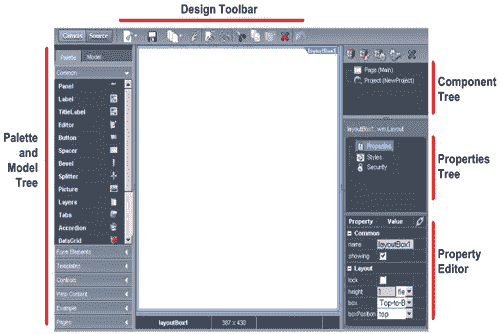 Design Toolbar
Canvas Source
Palette Model
layoutBox1
Common
Panel
Label
TitleLabel
Editor
Button
Spacer
Bevel
Splitter
Picture
Layers
Tabs
Accordion
DataGrid
Form Elements
Templates
Controls
Web Content
Example
Pages
Palette
and
Model
Tree
layoutBox1 387 x 430
Page (Main)
Project (NewProject)
Component
Tree
layoutBox1: wm.Layout
Properties
Styles
Security
Properties
Tree
Property Value
Common
name layoutBox1
showing
Layout
lock
height 1 fle
box Top-to-B
boxPosition top
Property
Editor